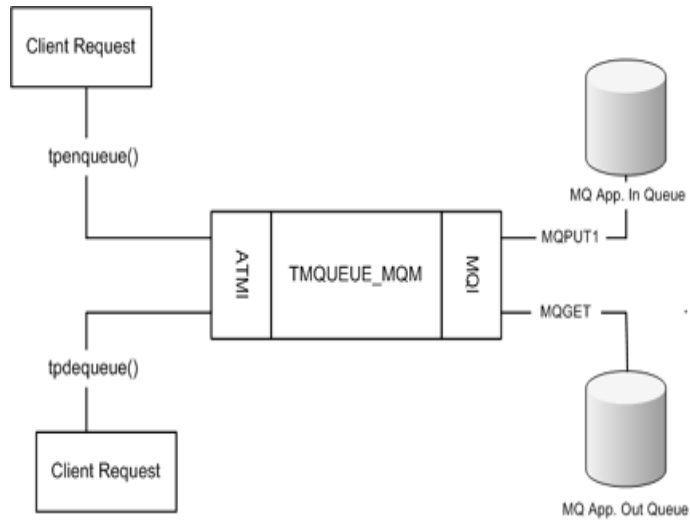 Client Request
tpenqueue()
MQ App. In Queue
MQPUT1
ATMI
TMQUEUE_MQM
MQI
MQGET
tpdequeue()
Client Request
MQ App. Out Queue